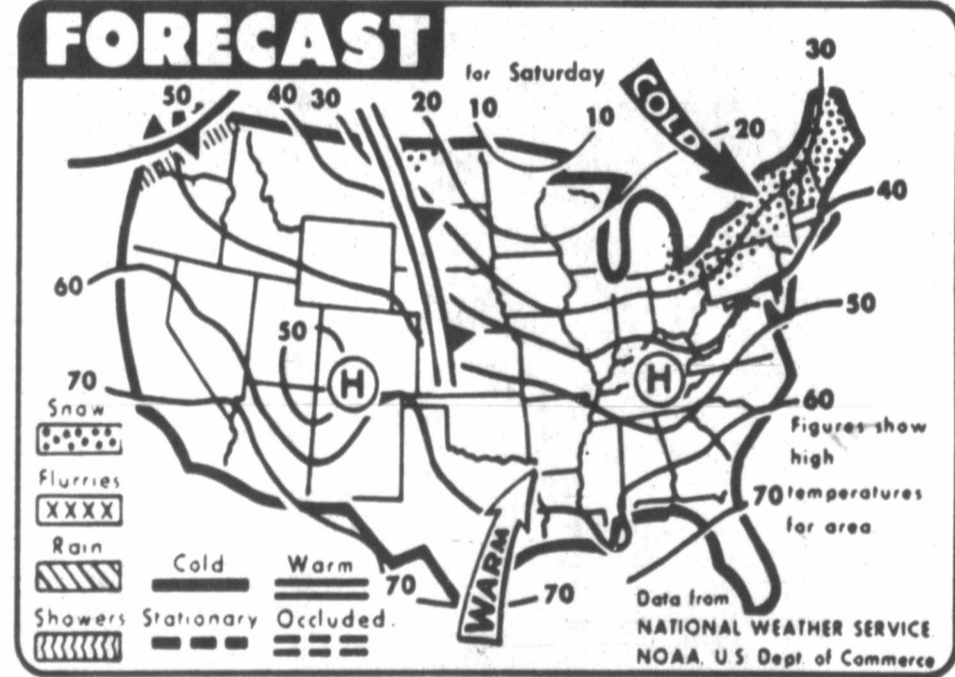 FORECAST
for Saturday
50
40
30
20
10
10
COLD
20
30
40
60
50
50
70
H
H
60
Snow
Figures show
high
Flurries
XXXX
70 temperatures
for area
Rain
Cold
Warm
WARM
70
70
Data from
Showers
Stationary
Occluded.
NATIONAL WEATHER SERVICE.
NOAA, U.S. Dept. of Commerce